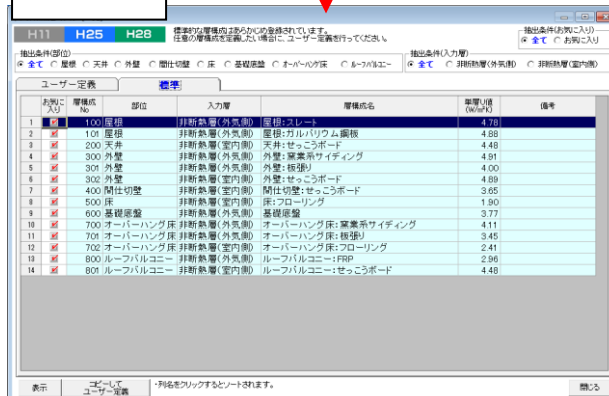 H11 H25 H28
標準的な層構成はあらかじめ登録されています。
任意の層構成を定義したい場合に、ユーザー定義を行ってください。
抽出条件(お気に入り)
全て お気に入り
抽出条件(部位)
全て 屋根 天井 外壁 間仕切壁 床 基礎底盤 オーバーハング床 ルーフバルコニー
抽出条件(入力層)
全て 非断熱層(外気側) 非断熱層(室内側)
ユーザー定義 標準
お気に入り 層構成No 部位 入力層 層構成名 単層U値(W/m²K) 備考
1 100 屋根 非断熱層(外気側) 屋根:スレート 4.78
2 101 屋根 非断熱層(外気側) 屋根:ガルバリウム鋼板 4.88
3 200 天井 非断熱層(室内側) 天井:せっこうボード 4.48
4 300 外壁 非断熱層(外気側) 外壁:窯業系サイディング 4.91
5 301 外壁 非断熱層(外気側) 外壁:板張り 4.00
6 302 外壁 非断熱層(室内側) 外壁:せっこうボード 4.89
7 400 間仕切壁 非断熱層(室内側) 間仕切壁:せっこうボード 3.65
8 500 床 非断熱層(室内側) 床:フローリング 1.90
9 600 基礎底盤 非断熱層(外気側) 基礎底盤 3.77
10 700 オーバーハング床 非断熱層(外気側) オーバーハング床:窯業系サイディング 4.11
11 701 オーバーハング床 非断熱層(外気側) オーバーハング床:板張り 3.45
12 702 オーバーハング床 非断熱層(室内側) オーバーハング床:フローリング 2.41
13 800 ルーフバルコニー 非断熱層(外気側) ルーフバルコニー:FRP 2.96
14 801 ルーフバルコニー 非断熱層(室内側) ルーフバルコニー:せっこうボード 4.48
表示 コピーしてユーザー定義 ・列名をクリックするとソートされます。 閉じる